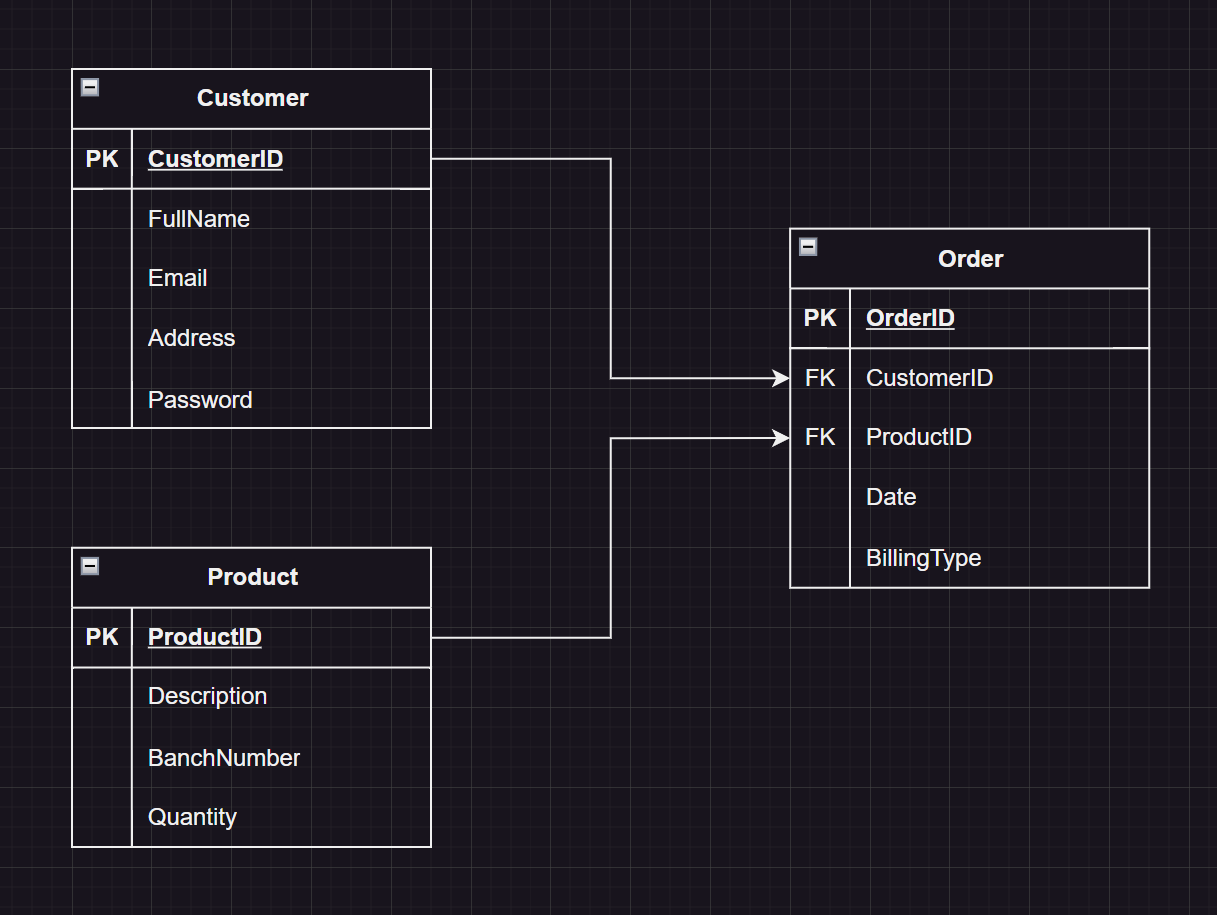 Customer
PK CustomerID
FullName
Email
Address
Password
Order
PK OrderID
FK CustomerID
FK ProductID
Date
BillingType
Product
PK ProductID
Description
BanchNumber
Quantity